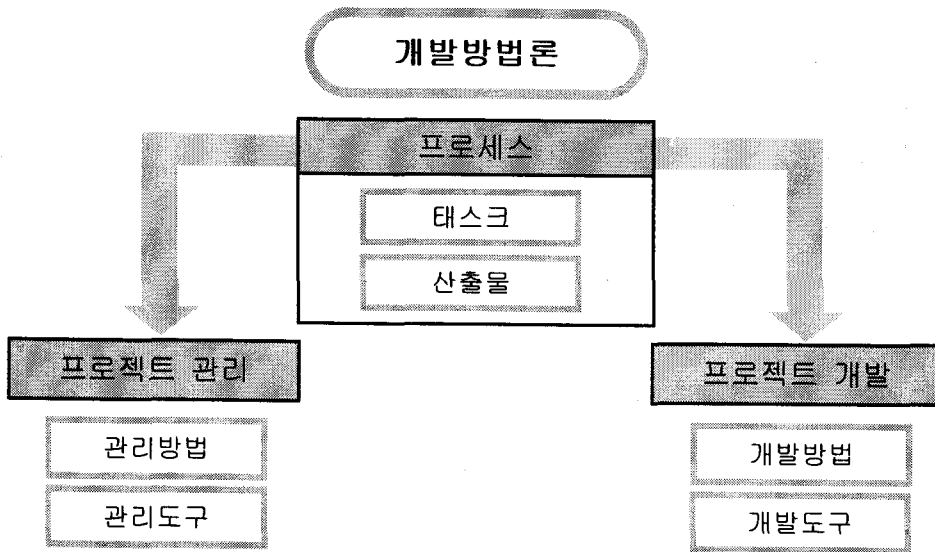 개발방법론
프로세스
태스크
산출물
프로젝트 관리
관리방법
관리도구
프로젝트 개발
개발방법
개발도구